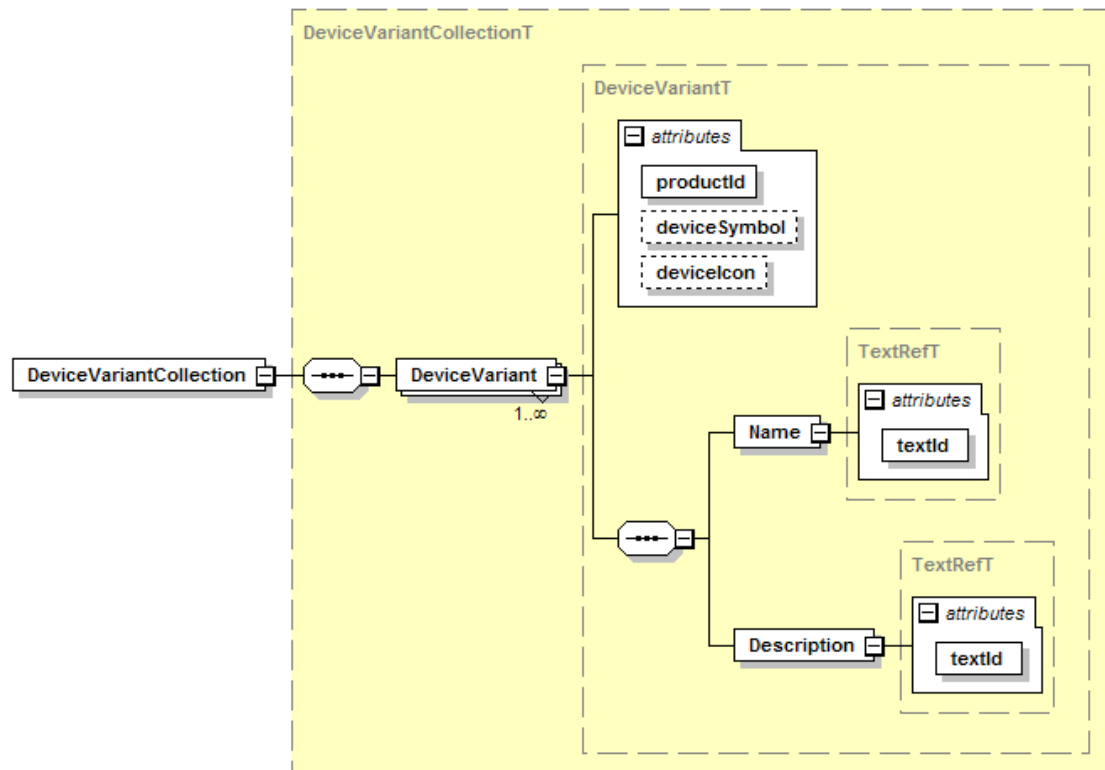 DeviceVariantCollectionT
DeviceVariantT
attributes
productId
deviceSymbol
deviceIcon
DeviceVariantCollection
DeviceVariant
1..∞
TextRefT
attributes
Name
textId
TextRefT
attributes
Description
textId